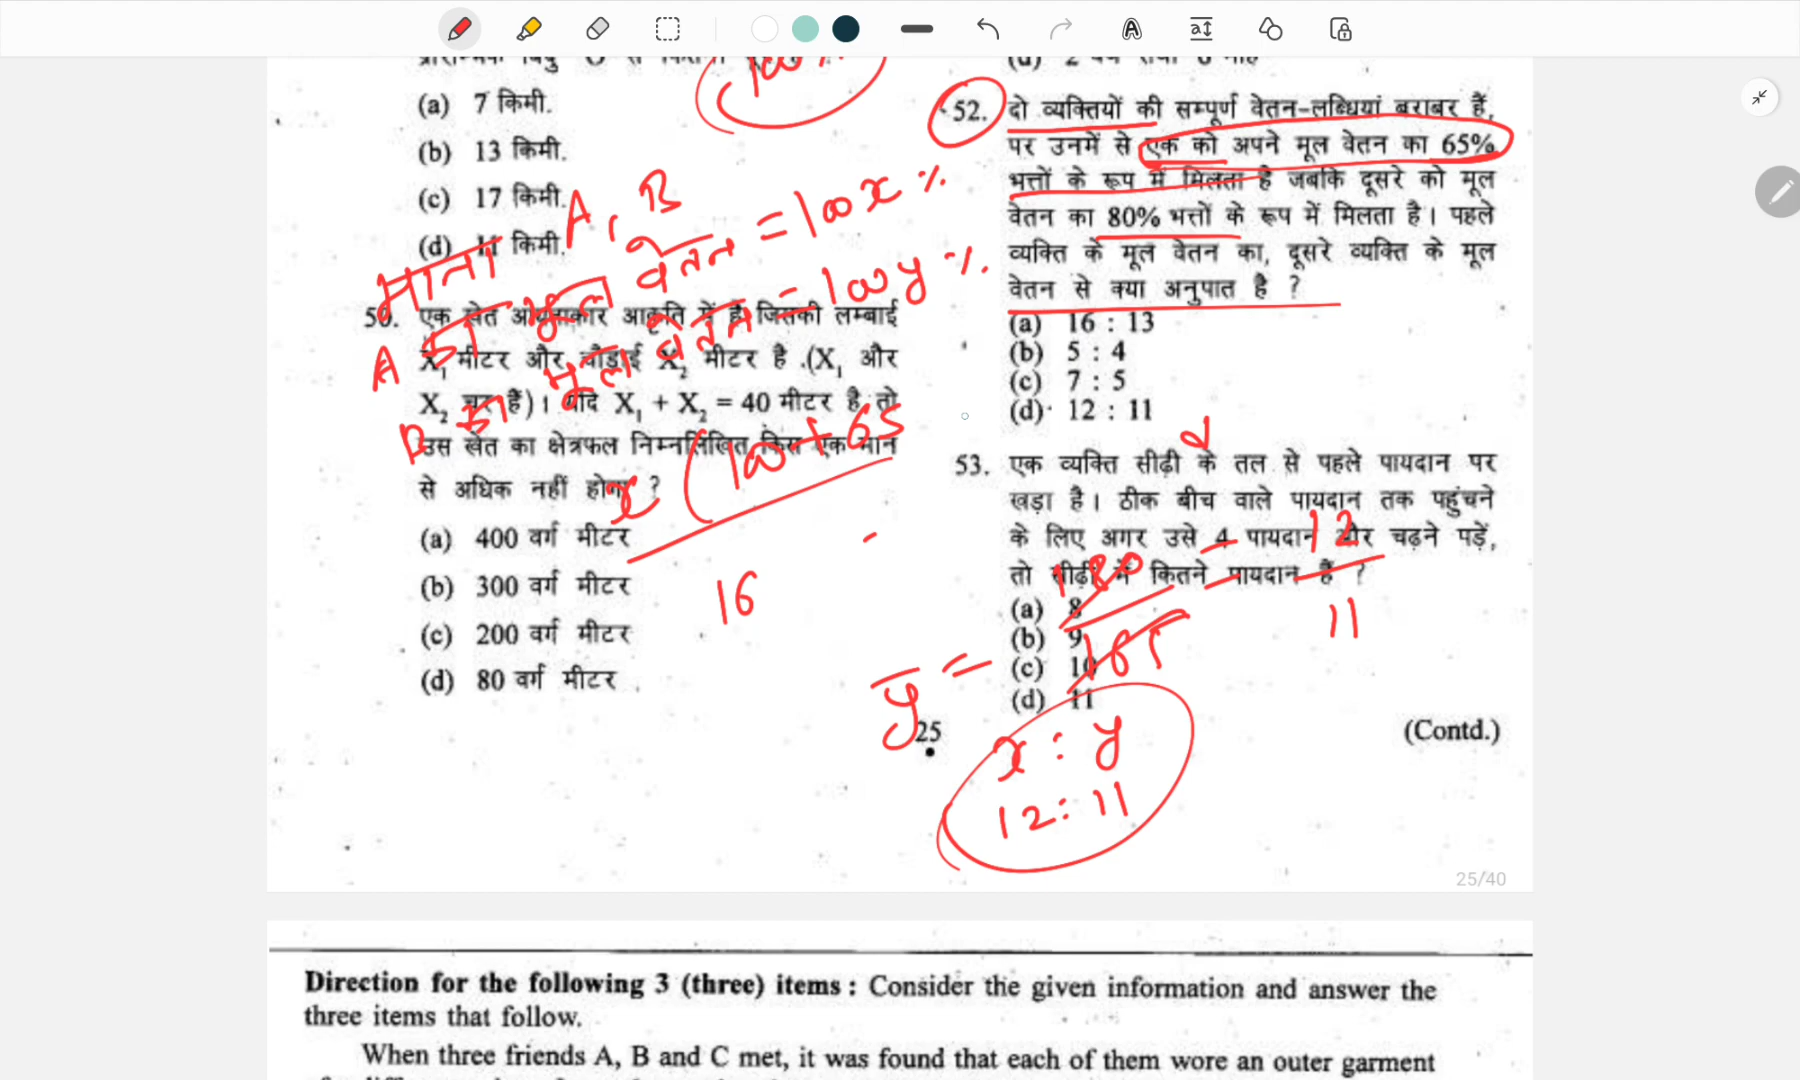 (a) 7 किमी.
(b) 13 किमी.
(c) 17 किमी.
(d) 11 किमी.
50. एक खेत आयताकार आकृति में है जिसकी लम्बाई
X₁ मीटर और चौड़ाई X₂ मीटर है .(X₁ और
X₂ चर हैं)। यदि X₁ + X₂ = 40 मीटर है तो
उस खेत का क्षेत्रफल निम्नलिखित किस एक मान
से अधिक नहीं होगा ?
(a) 400 वर्ग मीटर
(b) 300 वर्ग मीटर
(c) 200 वर्ग मीटर
(d) 80 वर्ग मीटर
52. दो व्यक्तियों की सम्पूर्ण वेतन-लब्धियां बराबर हैं,
पर उनमें से एक को अपने मूल वेतन का 65%
भत्तों के रूप में मिलता है जबकि दूसरे को मूल
वेतन का 80% भत्तों के रूप में मिलता है। पहले
व्यक्ति के मूल वेतन का, दूसरे व्यक्ति के मूल
वेतन से क्या अनुपात है ?
(a) 16 : 13
(b) 5 : 4
(c) 7 : 5
(d) 12 : 11
53. एक व्यक्ति सीढ़ी के तल से पहले पायदान पर
खड़ा है। ठीक बीच वाले पायदान तक पहुंचने
के लिए अगर उसे 4 पायदान और चढ़ने पड़ें,
तो सीढ़ी में कितने पायदान हैं ?
(a) 8
(b) 9
(c) 10
(d) 11
25
(Contd.)
माना A, B
A का मूल वेतन = 100x %
B का मूल वेतन = 100y %
x (100 + 65
16
x : y
12 : 11
180
165
12
11
y =
25/40
Direction for the following 3 (three) items : Consider the given information and answer the
three items that follow.
When three friends A, B and C met, it was found that each of them wore an outer garment